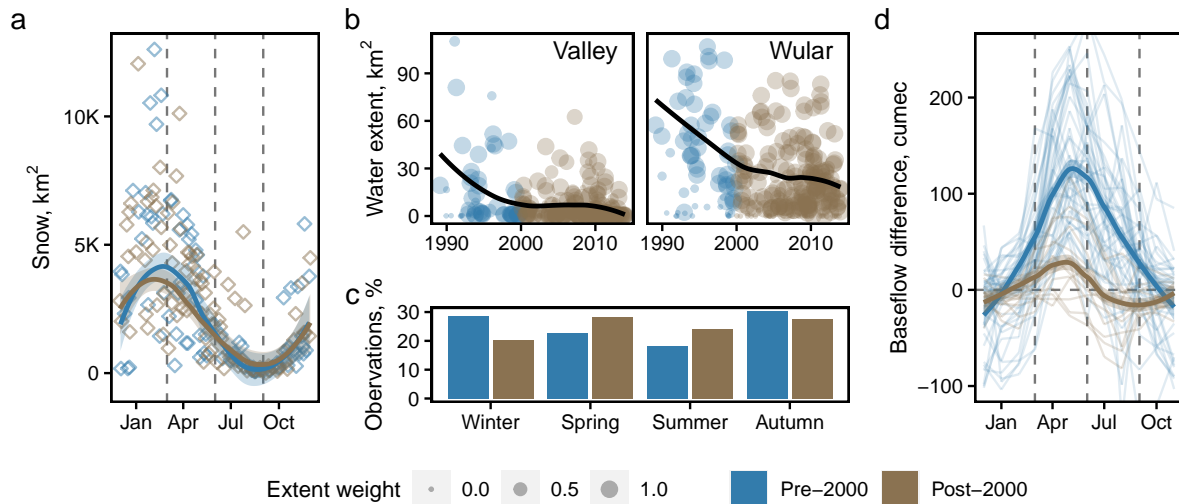 a
Snow, km2
10K
5K
0
Jan Apr Jul Oct
b
Water extent, km2
90
60
30
0
Valley
Wular
1990 2000 2010
1990 2000 2010
c
Obervations, %
30
20
10
0
Winter Spring Summer Autumn
d
Baseflow difference, cumec
200
100
0
−100
Jan Apr Jul Oct
Extent weight 0.0 0.5 1.0 Pre−2000 Post−2000